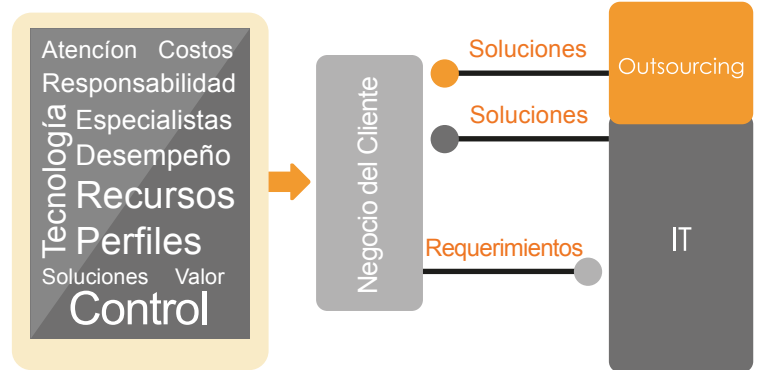 Atencíon Costos
Responsabilidad
Tecnología
Especialistas
Desempeño
Recursos
Perfiles
Soluciones Valor
Control
Negocio del Cliente
Soluciones
Soluciones
Requerimientos
Outsourcing
IT